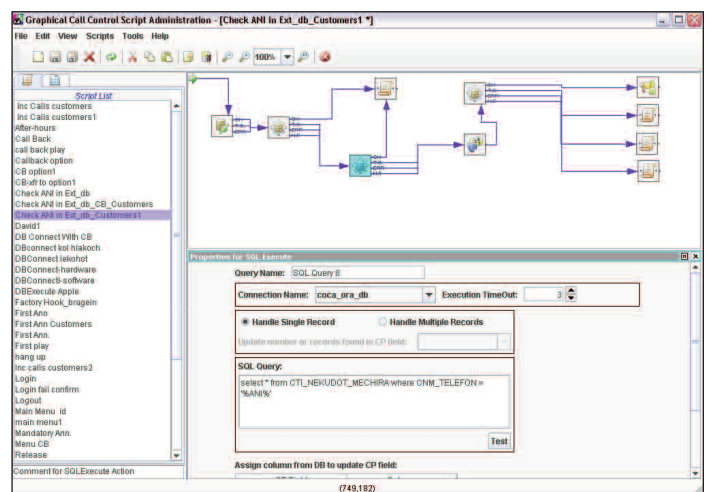 Graphical Call Control Script Administration - [Check ANI in Ext_db_Customers1 *]
File Edit View Scripts Tools Help
100%
Script List
Inc Calls customers
Inc Calls customers1
After-hours
Call Back
call back play
Callback option
CB option1
CB-xfr to option1
Check ANI in Ext_db
Check ANI in Ext_db_CB_Customers
Check ANI in Ext_db_Customers1
David1
DB Connect With CB
DBconnect kol hlakoch
DBConnect lekohot
DBConnect-hardware
DBConnectl-software
DBExecute Apple
Factory Hook_bragein
First Ann
First Ann Customers
First Ann.
First play
hang up
Inc calls customers2
Login
Login fail confirm
Logout
Main Menu id
main menu1
Mandatory Ann.
Menu CB
Release
Comment for SQLExecute Action
Properties for SQL Execute
Query Name: SQL Query 6
Connection Name: coca_ora_db Execution TimeOut: 3
Handle Single Record Handle Multiple Records
Update number or records found in CP field:
SQL Query:
select * from CTI_NEKUDOT_MECHIRA where CNM_TELEFON =
'%ANI%'
Test
Assign column from DB to update CP field:
(749,182)